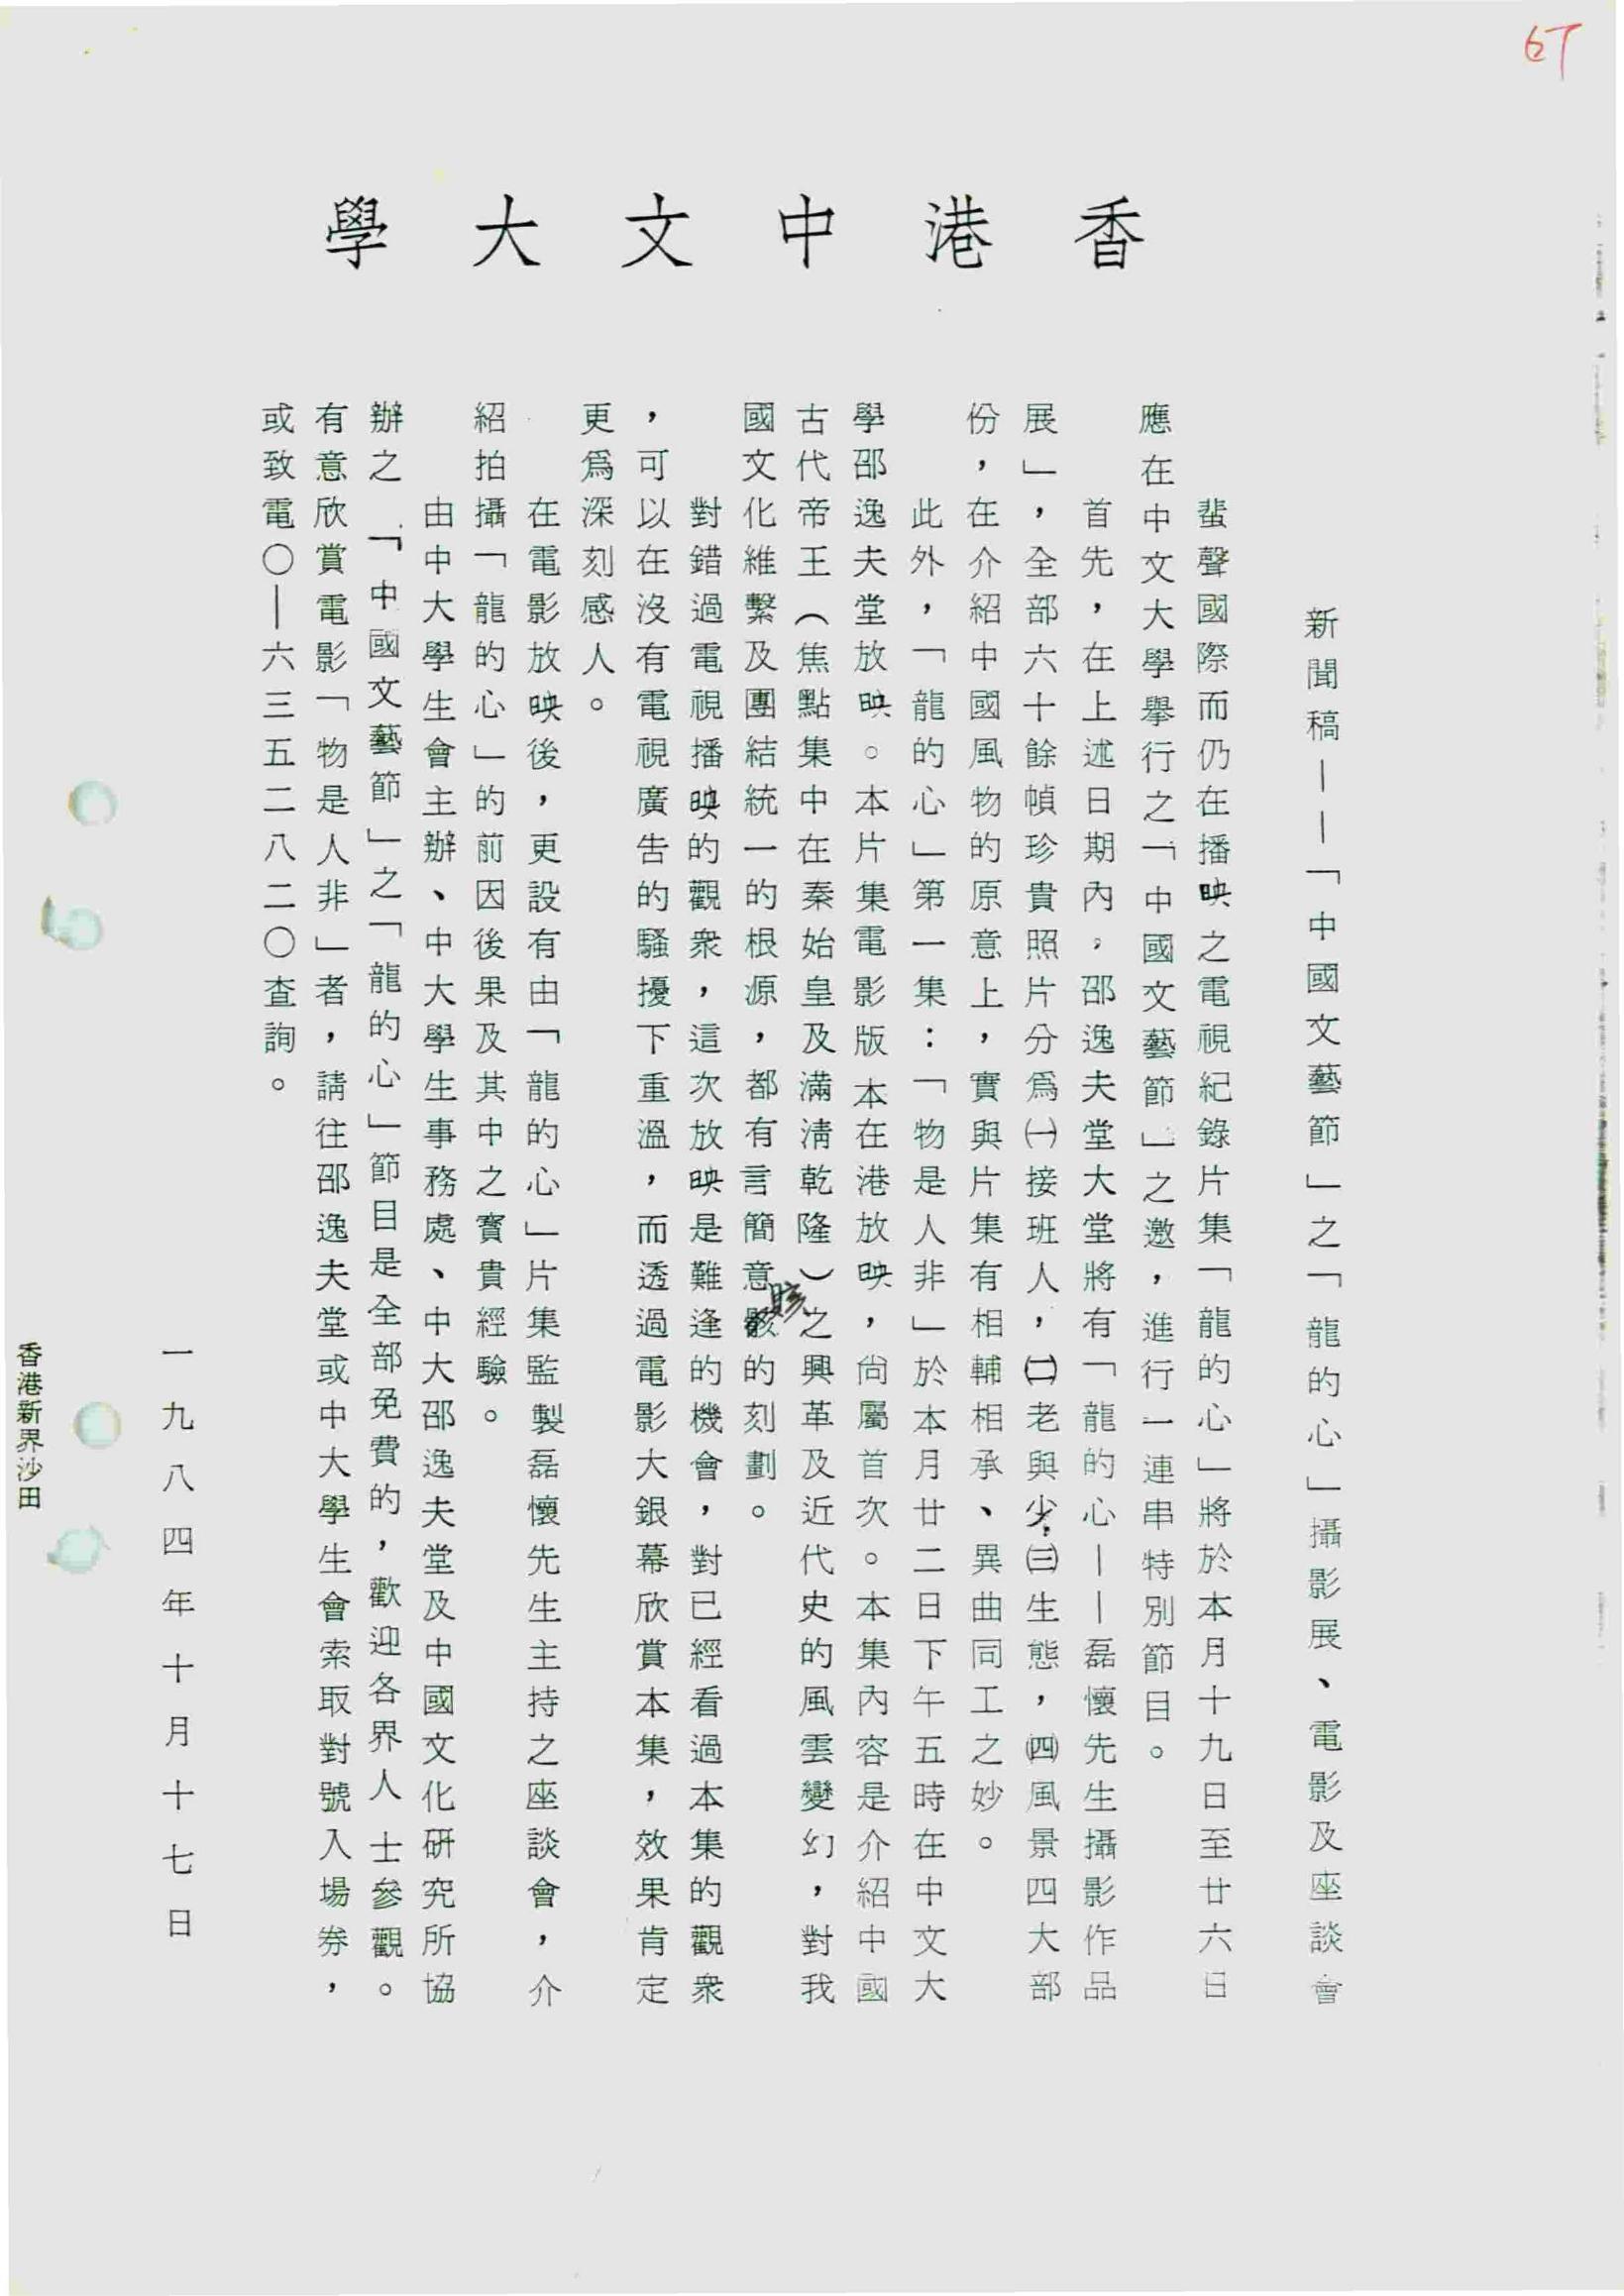 67
香港中文大學
新聞稿——「中國文藝節」之「龍的心」攝影展、電影及座談會
蜚聲國際而仍在播映之電視紀錄片集「龍的心」將於本月十九日至廿六日
應在中文大學舉行之「中國文藝節」之邀，進行一連串特別節目。
首先，在上述日期內，邵逸夫堂大堂將有「龍的心——磊懷先生攝影作品
展」，全部六十餘幀珍貴照片分為㈠接班人，㈡老與少，㈢生態，㈣風景四大部
份，在介紹中國風物的原意上，實與片集有相輔相承、異曲同工之妙。
此外，「龍的心」第一集：「物是人非」於本月廿二日下午五時在中文大
學邵逸夫堂放映。本片集電影版本在港放映，尚屬首次。本集內容是介紹中國
古代帝王（焦點集中在秦始皇及滿清乾隆）之興革及近代史的風雲變幻，對我
國文化維繫及團結統一的根源，都有言簡意賅的刻劃。
對錯過電視播映的觀衆，這次放映是難逢的機會，對已經看過本集的觀衆
，可以在沒有電視廣告的騷擾下重溫，而透過電影大銀幕欣賞本集，效果肯定
更為深刻感人。
在電影放映後，更設有由「龍的心」片集監製磊懷先生主持之座談會，介
紹拍攝「龍的心」的前因後果及其中之寳貴經驗。
由中大學生會主辦、中大學生事務處、中大邵逸夫堂及中國文化研究所協
辦之「中國文藝節」之「龍的心」節目是全部免費的，歡迎各界人士參觀。
有意欣賞電影「物是人非」者，請往邵逸夫堂或中大學生會索取對號入場券，
或致電〇—六三五二八二〇查詢。
一九八四年十月十七日
香港新界沙田